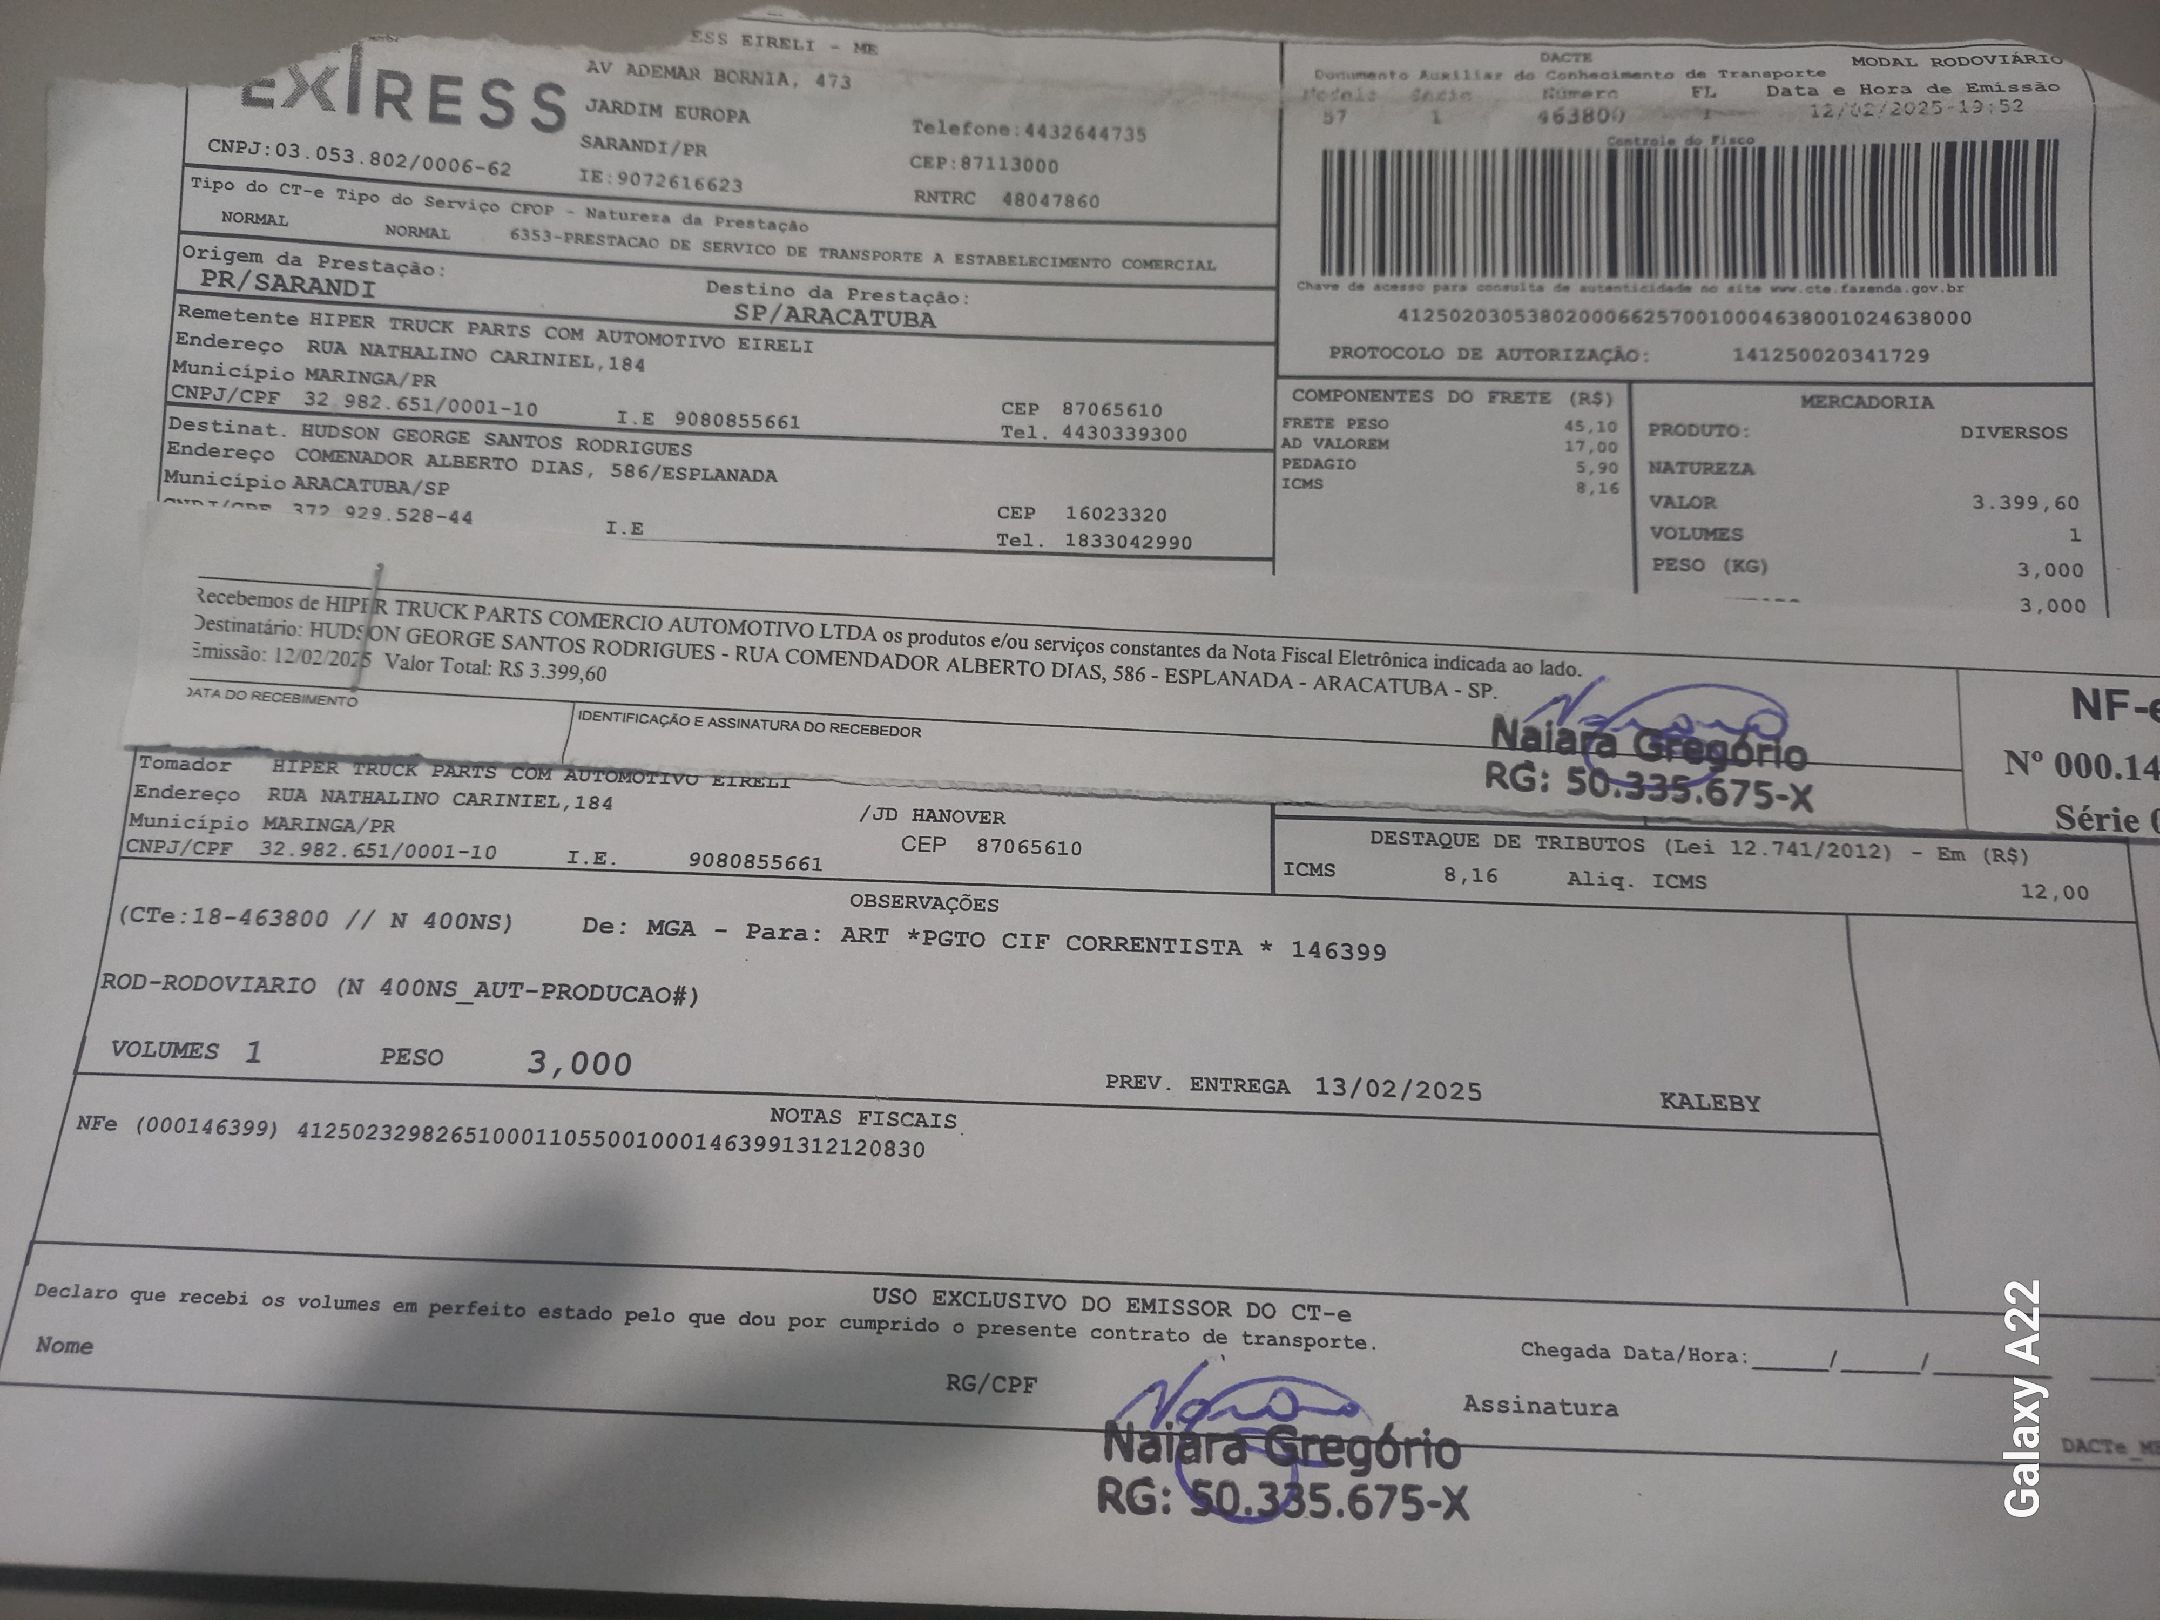 ESS EIRELI - ME
EXPRESS
AV ADEMAR BORNIA, 473
JARDIM EUROPA
SARANDI/PR
IE:9072616623
Telefone:4432644735
CEP:87113000
RNTRC 48047860
CNPJ:03.053.802/0006-62
DACTE
Documento Auxiliar do Conhecimento de Transporte
MODAL RODOVIÁRIO
Modelo Série Número FL Data e Hora de Emissão
57 1 463800 1 12/02/2025-19:52
Controle do Fisco
Chave de acesso para consulta de autenticidade no site www.cte.fazenda.gov.br
41250203053802000662570010004638001024638000
PROTOCOLO DE AUTORIZAÇÃO: 141250020341729
Tipo do CT-e Tipo do Serviço CFOP - Natureza da Prestação
NORMAL NORMAL 6353-PRESTACAO DE SERVICO DE TRANSPORTE A ESTABELECIMENTO COMERCIAL
Origem da Prestação: Destino da Prestação:
PR/SARANDI SP/ARACATUBA
Remetente HIPER TRUCK PARTS COM AUTOMOTIVO EIRELI
Endereço RUA NATHALINO CARINIEL,184
Município MARINGA/PR CEP 87065610
CNPJ/CPF 32.982.651/0001-10 I.E 9080855661 Tel. 4430339300
Destinat. HUDSON GEORGE SANTOS RODRIGUES
Endereço COMENADOR ALBERTO DIAS, 586/ESPLANADA
Município ARACATUBA/SP CEP 16023320
CNPJ/CPF 372.929.528-44 I.E Tel. 1833042990
COMPONENTES DO FRETE (R$)
FRETE PESO 45,10
AD VALOREM 17,00
PEDAGIO 5,90
ICMS 8,16
MERCADORIA
PRODUTO: DIVERSOS
NATUREZA
VALOR 3.399,60
VOLUMES 1
PESO (KG) 3,000
3,000
Recebemos de HIPER TRUCK PARTS COMERCIO AUTOMOTIVO LTDA os produtos e/ou serviços constantes da Nota Fiscal Eletrônica indicada ao lado.
Destinatário: HUDSON GEORGE SANTOS RODRIGUES - RUA COMENDADOR ALBERTO DIAS, 586 - ESPLANADA - ARACATUBA - SP.
Emissão: 12/02/2025 Valor Total: R$ 3.399,60
DATA DO RECEBIMENTO
IDENTIFICAÇÃO E ASSINATURA DO RECEBEDOR
Naiara Gregório
RG: 50.335.675-X
NF-e
Nº 000.14
Série 0
Tomador HIPER TRUCK PARTS COM AUTOMOTIVO EIRELI
Endereço RUA NATHALINO CARINIEL,184 /JD HANOVER
Município MARINGA/PR CEP 87065610
CNPJ/CPF 32.982.651/0001-10 I.E. 9080855661
DESTAQUE DE TRIBUTOS (Lei 12.741/2012) - Em (R$)
ICMS 8,16 Aliq. ICMS 12,00
OBSERVAÇÕES
(CTe:18-463800 // N 400NS) De: MGA - Para: ART *PGTO CIF CORRENTISTA * 146399
ROD-RODOVIARIO (N 400NS_AUT-PRODUCAO#)
VOLUMES 1 PESO 3,000 PREV. ENTREGA 13/02/2025 KALEBY
NOTAS FISCAIS
NFe (000146399) 41250232982651000110550010001463991312120830
USO EXCLUSIVO DO EMISSOR DO CT-e
Declaro que recebi os volumes em perfeito estado pelo que dou por cumprido o presente contrato de transporte.
Nome RG/CPF Assinatura
Chegada Data/Hora:_____/_____/_____
Naiara Gregório
RG: 50.335.675-X
DACTe_M
Galaxy A22